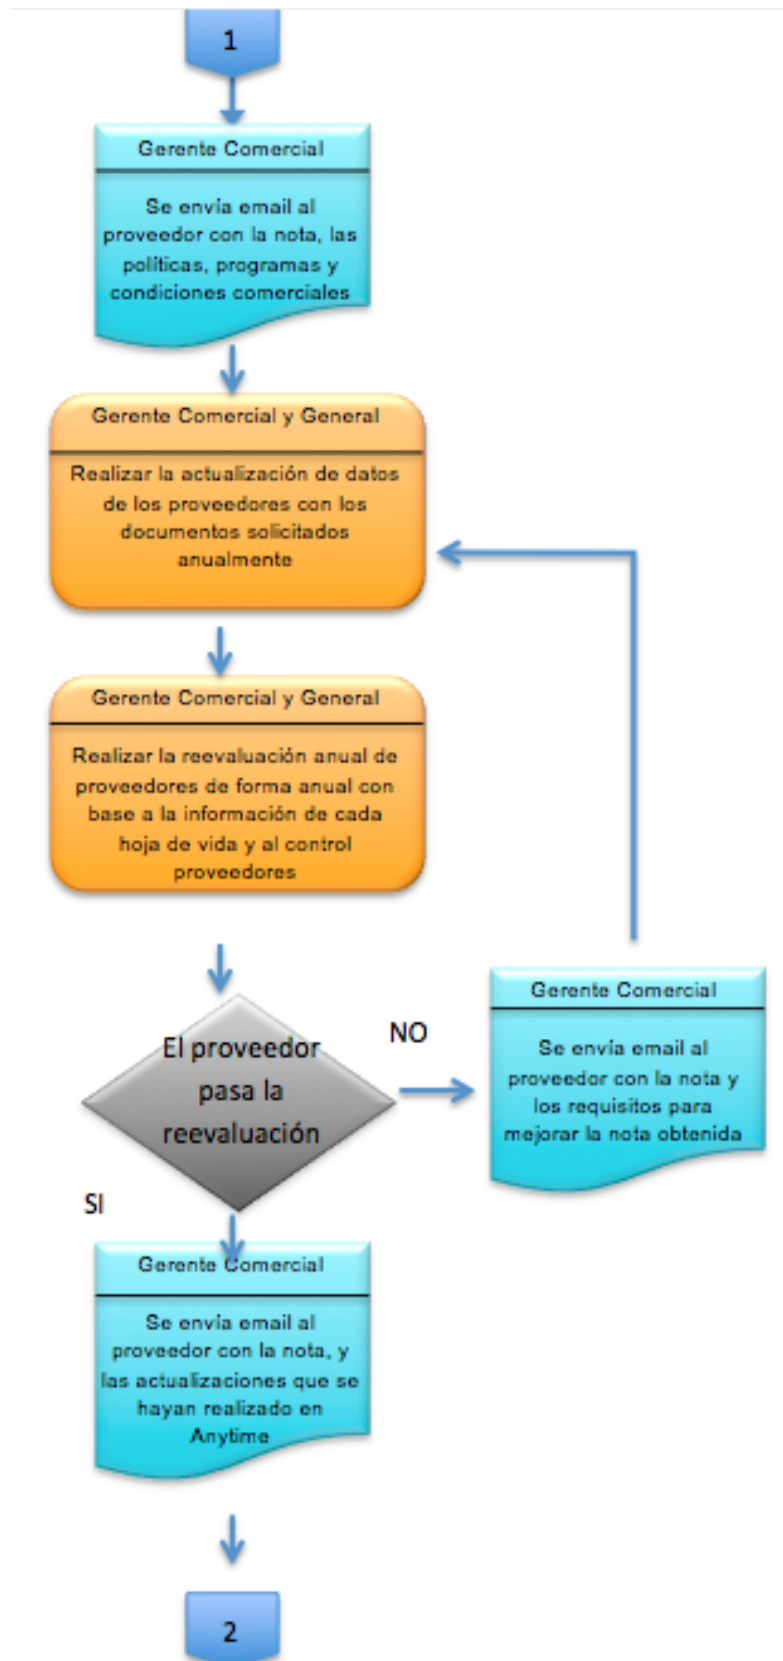 1
Gerente Comercial
Se envía email al
proveedor con la nota, las
políticas, programas y
condiciones comerciales
Gerente Comercial y General
Realizar la actualización de datos
de los proveedores con los
documentos solicitados
anualmente
Gerente Comercial y General
Realizar la reevaluación anual de
proveedores de forma anual con
base a la información de cada
hoja de vida y al control
proveedores
El proveedor
pasa la
reevaluación
NO
Gerente Comercial
Se envía email al
proveedor con la nota y
los requisitos para
mejorar la nota obtenida
SI
Gerente Comercial
Se envía email al
proveedor con la nota, y
las actualizaciones que se
hayan realizado en
Anytime
2